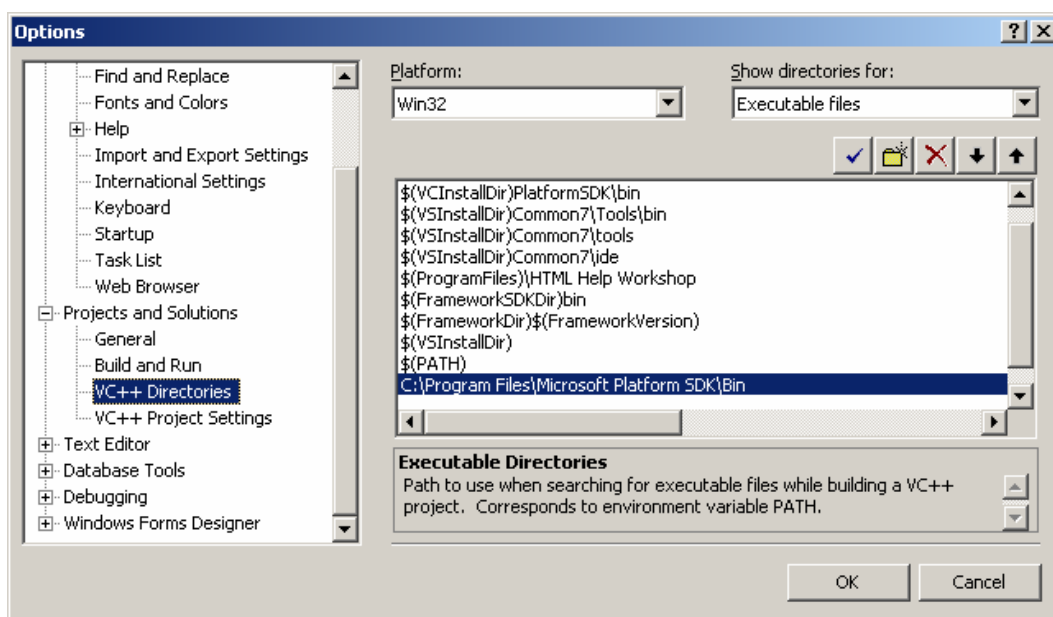 Options
Find and Replace
Fonts and Colors
Help
Import and Export Settings
International Settings
Keyboard
Startup
Task List
Web Browser
Projects and Solutions
General
Build and Run
VC++ Directories
VC++ Project Settings
Text Editor
Database Tools
Debugging
Windows Forms Designer
Platform:
Win32
Show directories for:
Executable files
$(VCInstallDir)PlatformSDK\bin
$(VSInstallDir)Common7\Tools\bin
$(VSInstallDir)Common7\tools
$(VSInstallDir)Common7\ide
$(ProgramFiles)\HTML Help Workshop
$(FrameworkSDKDir)bin
$(FrameworkDir)$(FrameworkVersion)
$(VSInstallDir)
$(PATH)
C:\Program Files\Microsoft Platform SDK\Bin
Executable Directories
Path to use when searching for executable files while building a VC++
project.  Corresponds to environment variable PATH.
OK
Cancel